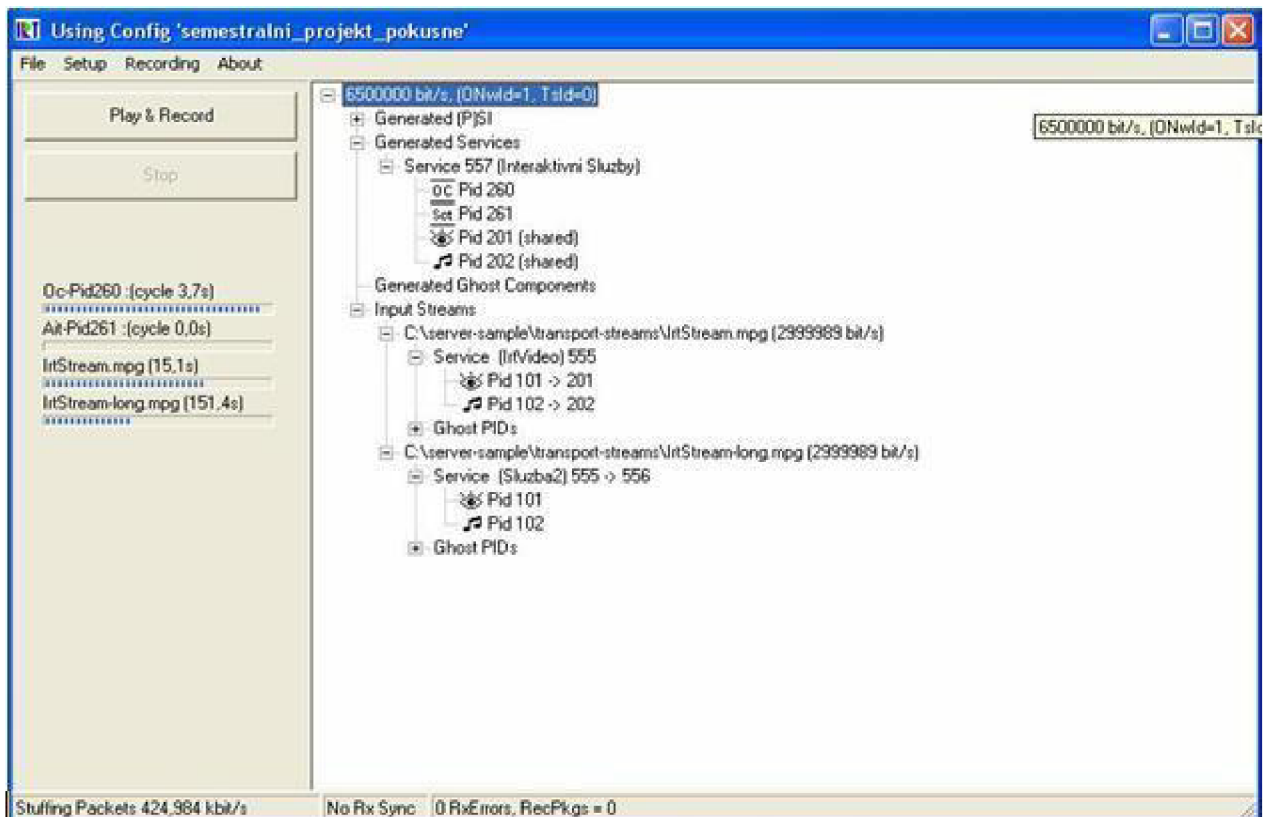 Using Config 'semestralni_projekt_pokusne'
File Setup Recording About
Play & Record
Stop
Oc-Pid260 :(cycle 3,7s)
Ait-Pid261 :(cycle 0,0s)
IrtStream.mpg (15,1s)
IrtStream-long.mpg (151,4s)
6500000 bit/s, (ONwId=1, TsId=0)
Generated (P)SI
Generated Services
Service 557 (Interaktivni Sluzby)
OC Pid 260
Sct Pid 261
Pid 201 (shared)
Pid 202 (shared)
Generated Ghost Components
Input Streams
C:\server-sample\transport-streams\IrtStream.mpg (2999989 bit/s)
Service (IrtVideo) 555
Pid 101 -> 201
Pid 102 -> 202
Ghost PIDs
C:\server-sample\transport-streams\IrtStream-long.mpg (2999989 bit/s)
Service (Sluzba2) 555 -> 556
Pid 101
Pid 102
Ghost PIDs
6500000 bit/s, (ONwId=1, TsIc
Stuffing Packets 424,984 kbit/s
No Rx Sync
0 RxErrors, RecPkgs = 0